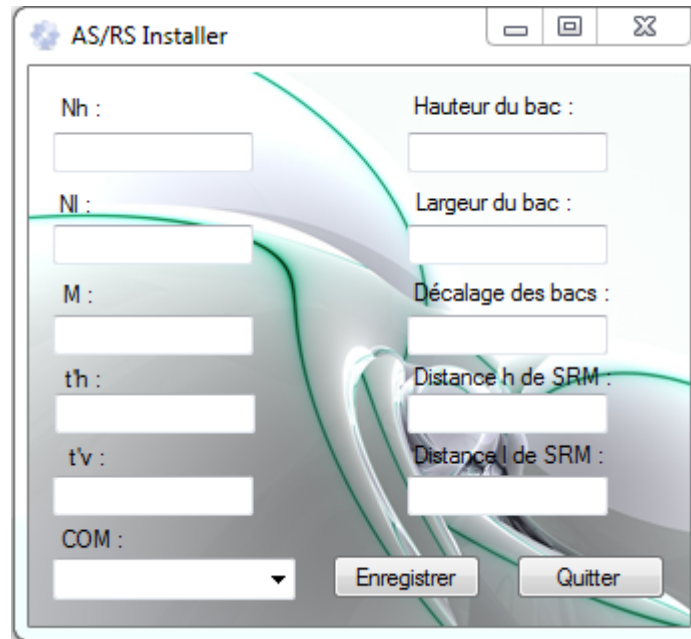 AS/RS Installer
Nh :
Hauteur du bac :
Nl :
Largeur du bac :
M :
Décalage des bacs :
t'h :
Distance h de SRM :
t'v :
Distance l de SRM :
COM :
Enregistrer
Quitter